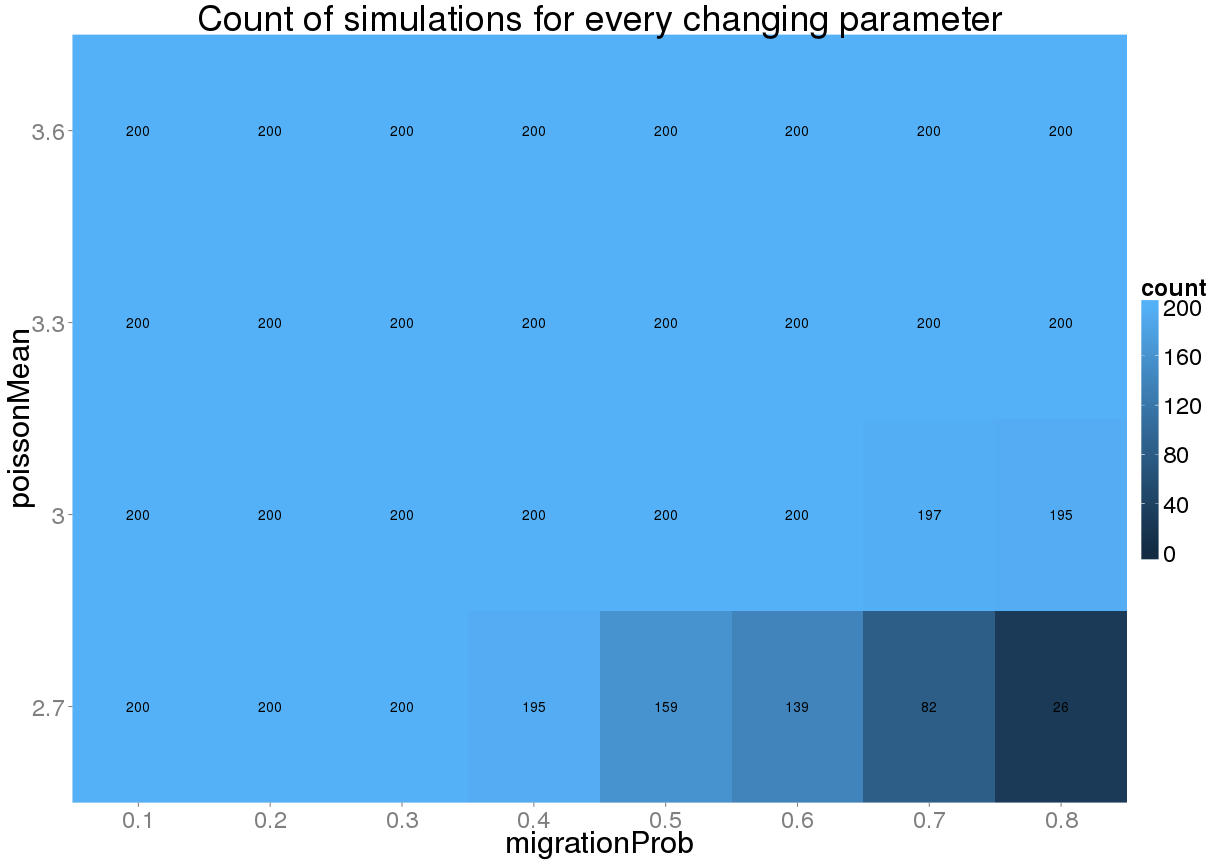 Count of simulations for every changing parameter
poissonMean
3.6
200 200 200 200 200 200 200 200
3.3
200 200 200 200 200 200 200 200
3
200 200 200 200 200 200 197 195
2.7
200 200 200 195 159 139 82 26
0.1 0.2 0.3 0.4 0.5 0.6 0.7 0.8
migrationProb
count
200
160
120
80
40
0